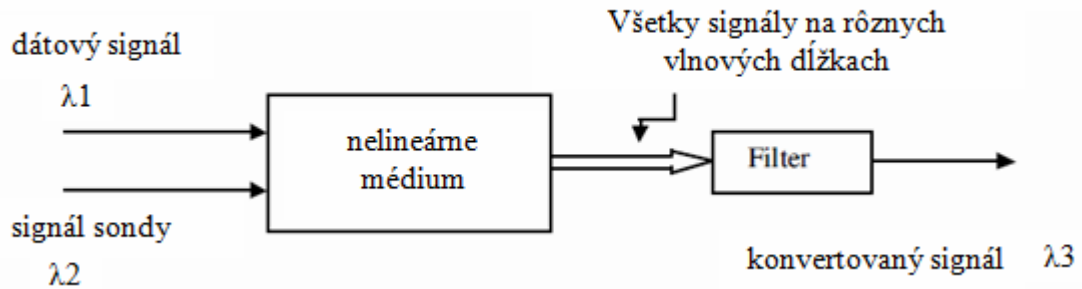 dátový signál
λ1
Všetky signály na rôznych
vlnových dĺžkach
nelineárne
médium
Filter
signál sondy
λ2
konvertovaný signál λ3